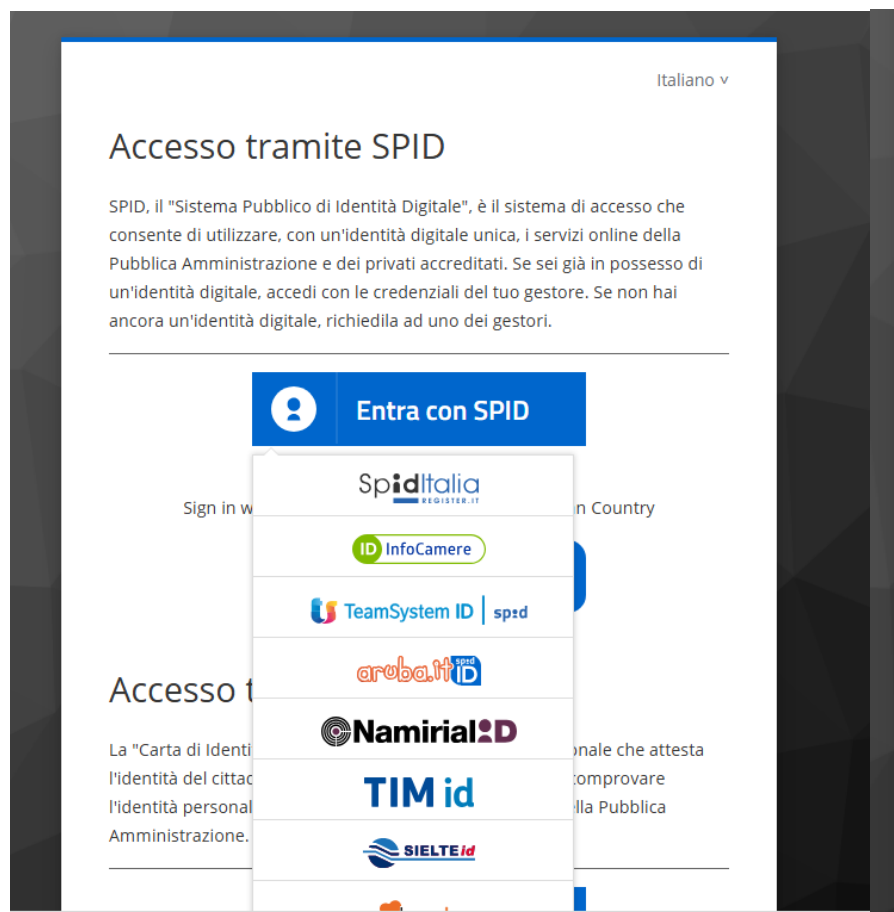 Italiano v
Accesso tramite SPID
SPID, il "Sistema Pubblico di Identità Digitale", è il sistema di accesso che
consente di utilizzare, con un'identità digitale unica, i servizi online della
Pubblica Amministrazione e dei privati accreditati. Se sei già in possesso di
un'identità digitale, accedi con le credenziali del tuo gestore. Se non hai
ancora un'identità digitale, richiedila ad uno dei gestori.
Entra con SPID
SpidItalia
REGISTER.IT
Sign in
Country
ID InfoCamere
TeamSystem ID | spid
aruba.it spid ID
Accesso
NamirialID
La "Carta di
che attesta
l'identità del
comprovare
TIM id
l'identità
Pubblica
Amministrazione.
SIELTE id